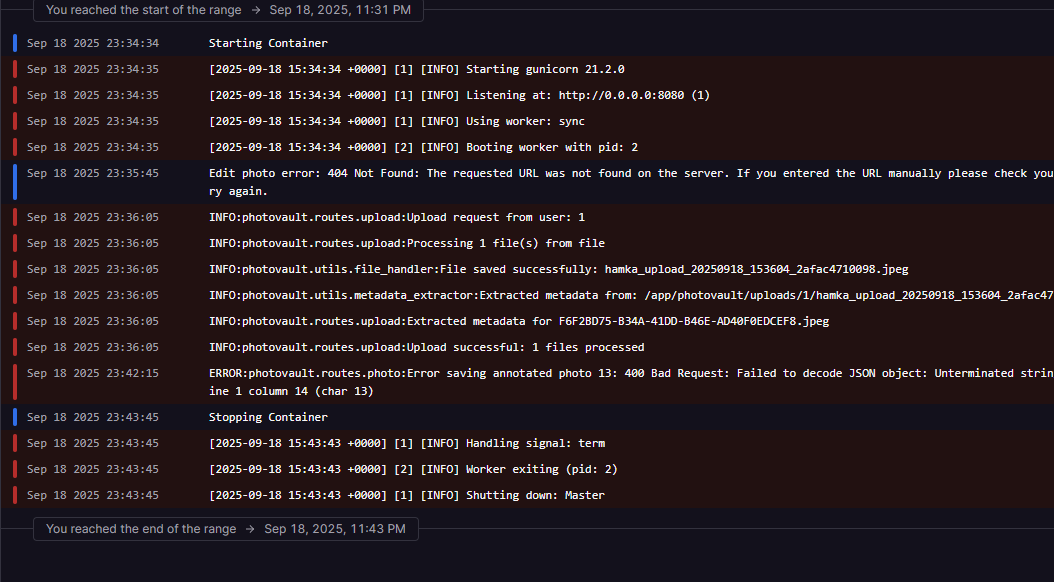 You reached the start of the range → Sep 18, 2025, 11:31 PM
Sep 18 2025 23:34:34 Starting Container
Sep 18 2025 23:34:35 [2025-09-18 15:34:34 +0000] [1] [INFO] Starting gunicorn 21.2.0
Sep 18 2025 23:34:35 [2025-09-18 15:34:34 +0000] [1] [INFO] Listening at: http://0.0.0.0:8080 (1)
Sep 18 2025 23:34:35 [2025-09-18 15:34:34 +0000] [1] [INFO] Using worker: sync
Sep 18 2025 23:34:35 [2025-09-18 15:34:34 +0000] [2] [INFO] Booting worker with pid: 2
Sep 18 2025 23:35:45 Edit photo error: 404 Not Found: The requested URL was not found on the server. If you entered the URL manually please check you
ry again.
Sep 18 2025 23:36:05 INFO:photovault.routes.upload:Upload request from user: 1
Sep 18 2025 23:36:05 INFO:photovault.routes.upload:Processing 1 file(s) from file
Sep 18 2025 23:36:05 INFO:photovault.utils.file_handler:File saved successfully: hamka_upload_20250918_153604_2afac4710098.jpeg
Sep 18 2025 23:36:05 INFO:photovault.utils.metadata_extractor:Extracted metadata from: /app/photovault/uploads/1/hamka_upload_20250918_153604_2afac47
Sep 18 2025 23:36:05 INFO:photovault.routes.upload:Extracted metadata for F6F2BD75-B34A-41DD-B46E-AD40F0EDCEF8.jpeg
Sep 18 2025 23:36:05 INFO:photovault.routes.upload:Upload successful: 1 files processed
Sep 18 2025 23:42:15 ERROR:photovault.routes.photo:Error saving annotated photo 13: 400 Bad Request: Failed to decode JSON object: Unterminated strin
ine 1 column 14 (char 13)
Sep 18 2025 23:43:45 Stopping Container
Sep 18 2025 23:43:45 [2025-09-18 15:43:43 +0000] [1] [INFO] Handling signal: term
Sep 18 2025 23:43:45 [2025-09-18 15:43:43 +0000] [2] [INFO] Worker exiting (pid: 2)
Sep 18 2025 23:43:45 [2025-09-18 15:43:43 +0000] [1] [INFO] Shutting down: Master
You reached the end of the range → Sep 18, 2025, 11:43 PM